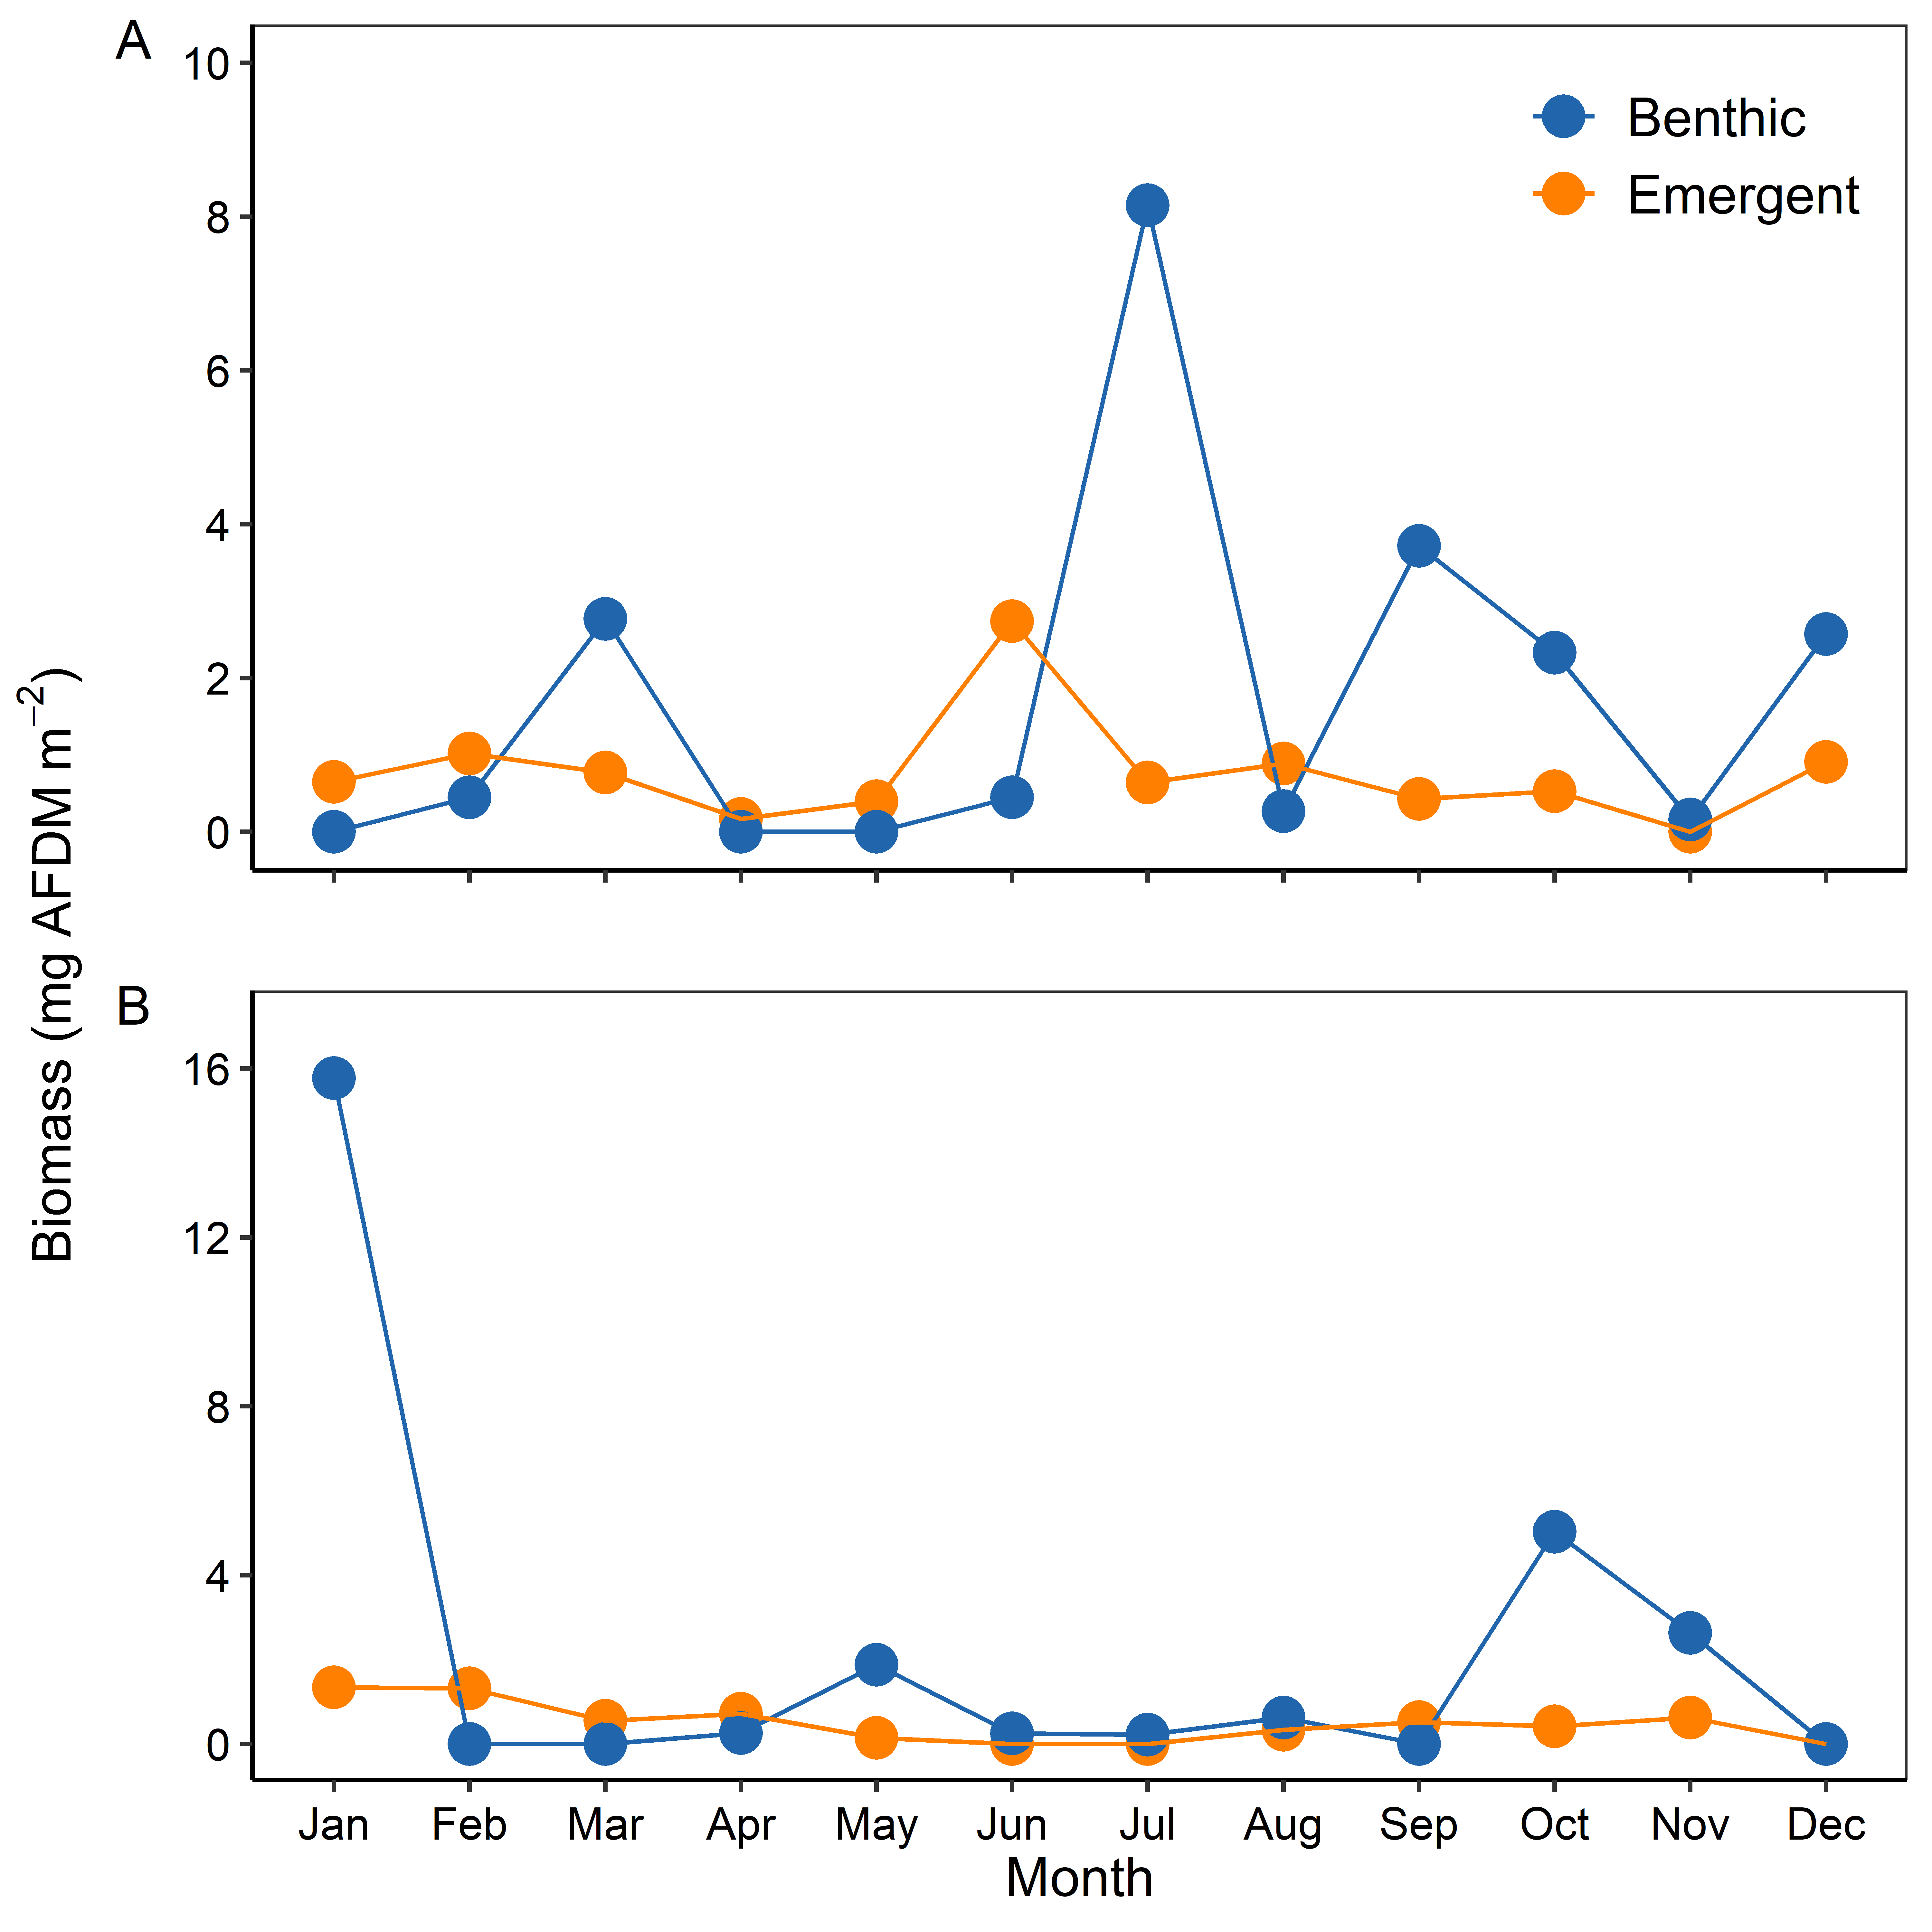 A
10
8
6
4
2
0
Benthic
Emergent
Biomass (mg AFDM m⁻²)
B
16
12
8
4
0
Jan Feb Mar Apr May Jun Jul Aug Sep Oct Nov Dec
Month